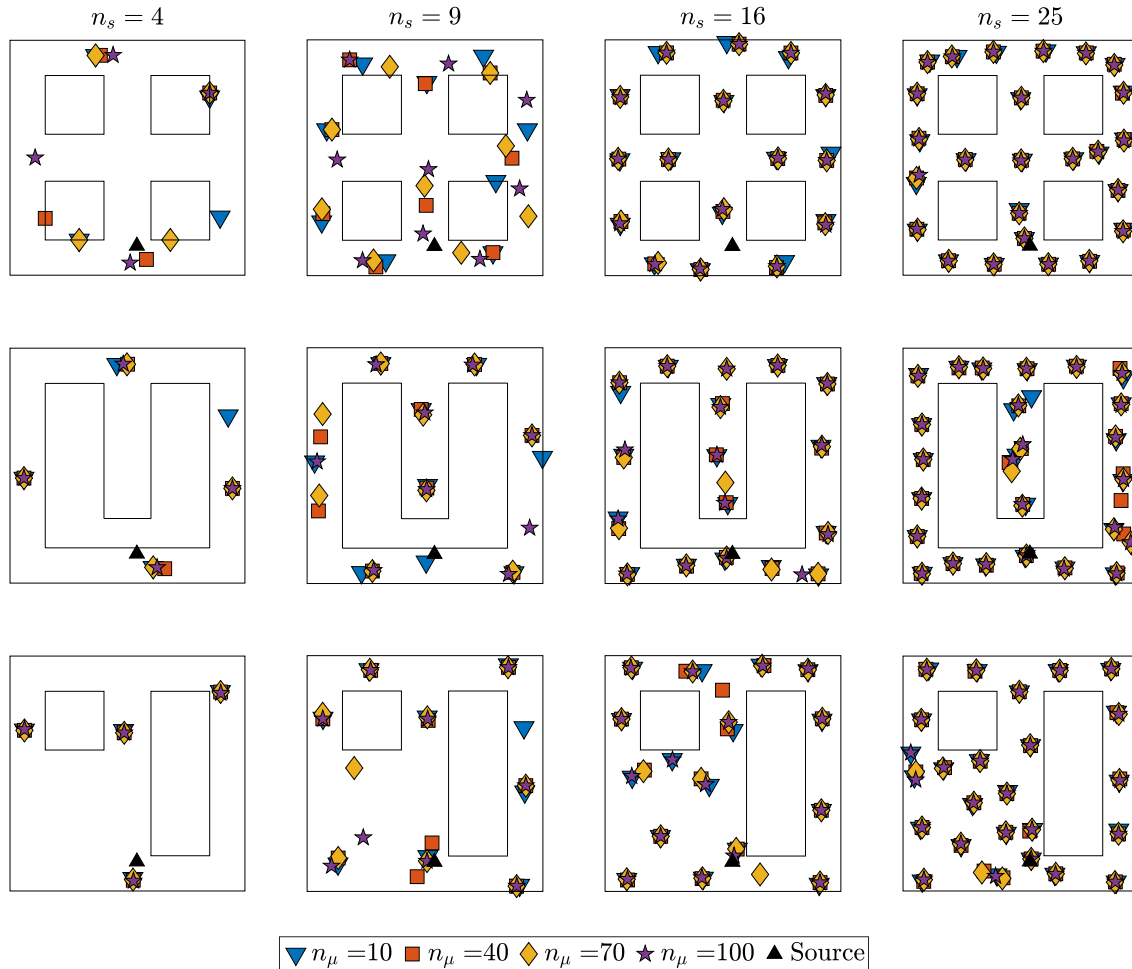 n_s = 4 n_s = 9 n_s = 16 n_s = 25
n_μ =10 n_μ =40 n_μ =70 n_μ =100 Source